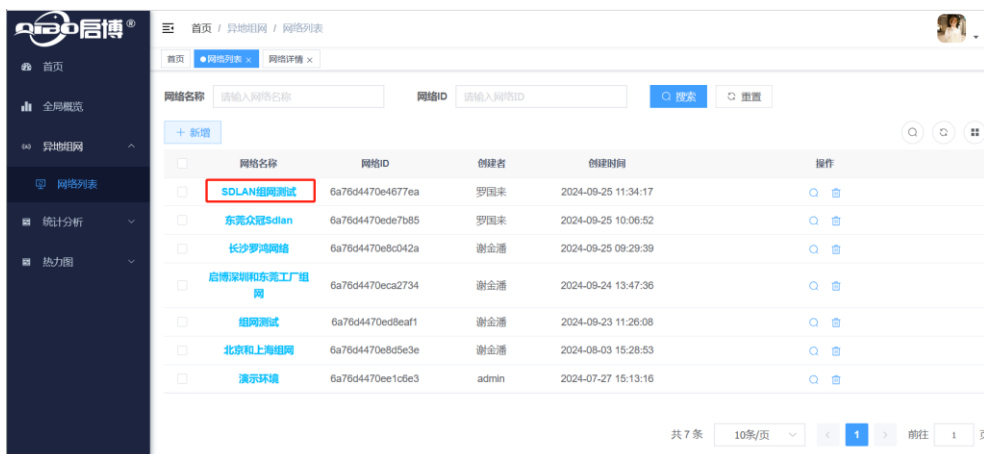 QiBO启博®
首页 / 异地组网 / 网络列表
首页 网络列表 × 网络详情 ×
首页
全局概览
异地组网
网络列表
统计分析
热力图
网络名称 请输入网络名称 网络ID 请输入网络ID 搜索 重置
+ 新增
网络名称 网络ID 创建者 创建时间 操作
SDLAN组网测试 6a76d4470e4677ea 罗国来 2024-09-25 11:34:17
东莞众冠Sdlan 6a76d4470ede7b85 罗国来 2024-09-25 10:06:52
长沙罗鸿网络 6a76d4470e8c042a 谢金潘 2024-09-25 09:29:39
启博深圳和东莞工厂组
网
6a76d4470eca2734 谢金潘 2024-09-24 13:47:36
组网测试 6a76d4470ed8eaf1 谢金潘 2024-09-23 11:26:08
北京和上海组网 6a76d4470e8d5e3e 谢金潘 2024-08-03 15:28:53
演示环境 6a76d4470ee1c6e3 admin 2024-07-27 15:13:16
共 7 条 10条/页 < 1 > 前往 1